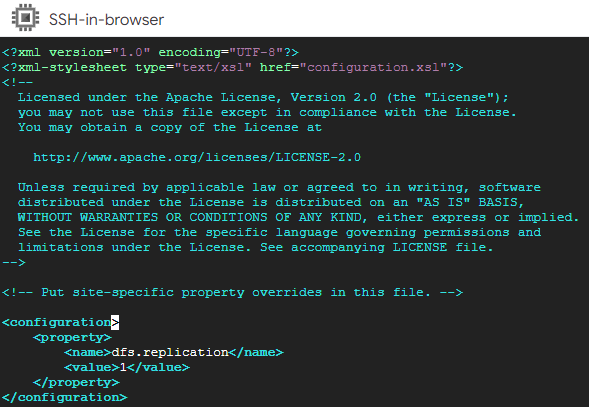 SSH-in-browser
<?xml version="1.0" encoding="UTF-8"?>
<?xml-stylesheet type="text/xsl" href="configuration.xsl"?>
<!--
  Licensed under the Apache License, Version 2.0 (the "License");
  you may not use this file except in compliance with the License.
  You may obtain a copy of the License at

    http://www.apache.org/licenses/LICENSE-2.0

  Unless required by applicable law or agreed to in writing, software
  distributed under the License is distributed on an "AS IS" BASIS,
  WITHOUT WARRANTIES OR CONDITIONS OF ANY KIND, either express or implied.
  See the License for the specific language governing permissions and
  limitations under the License. See accompanying LICENSE file.
-->

<!-- Put site-specific property overrides in this file. -->

<configuration>
    <property>
        <name>dfs.replication</name>
        <value>1</value>
    </property>
</configuration>